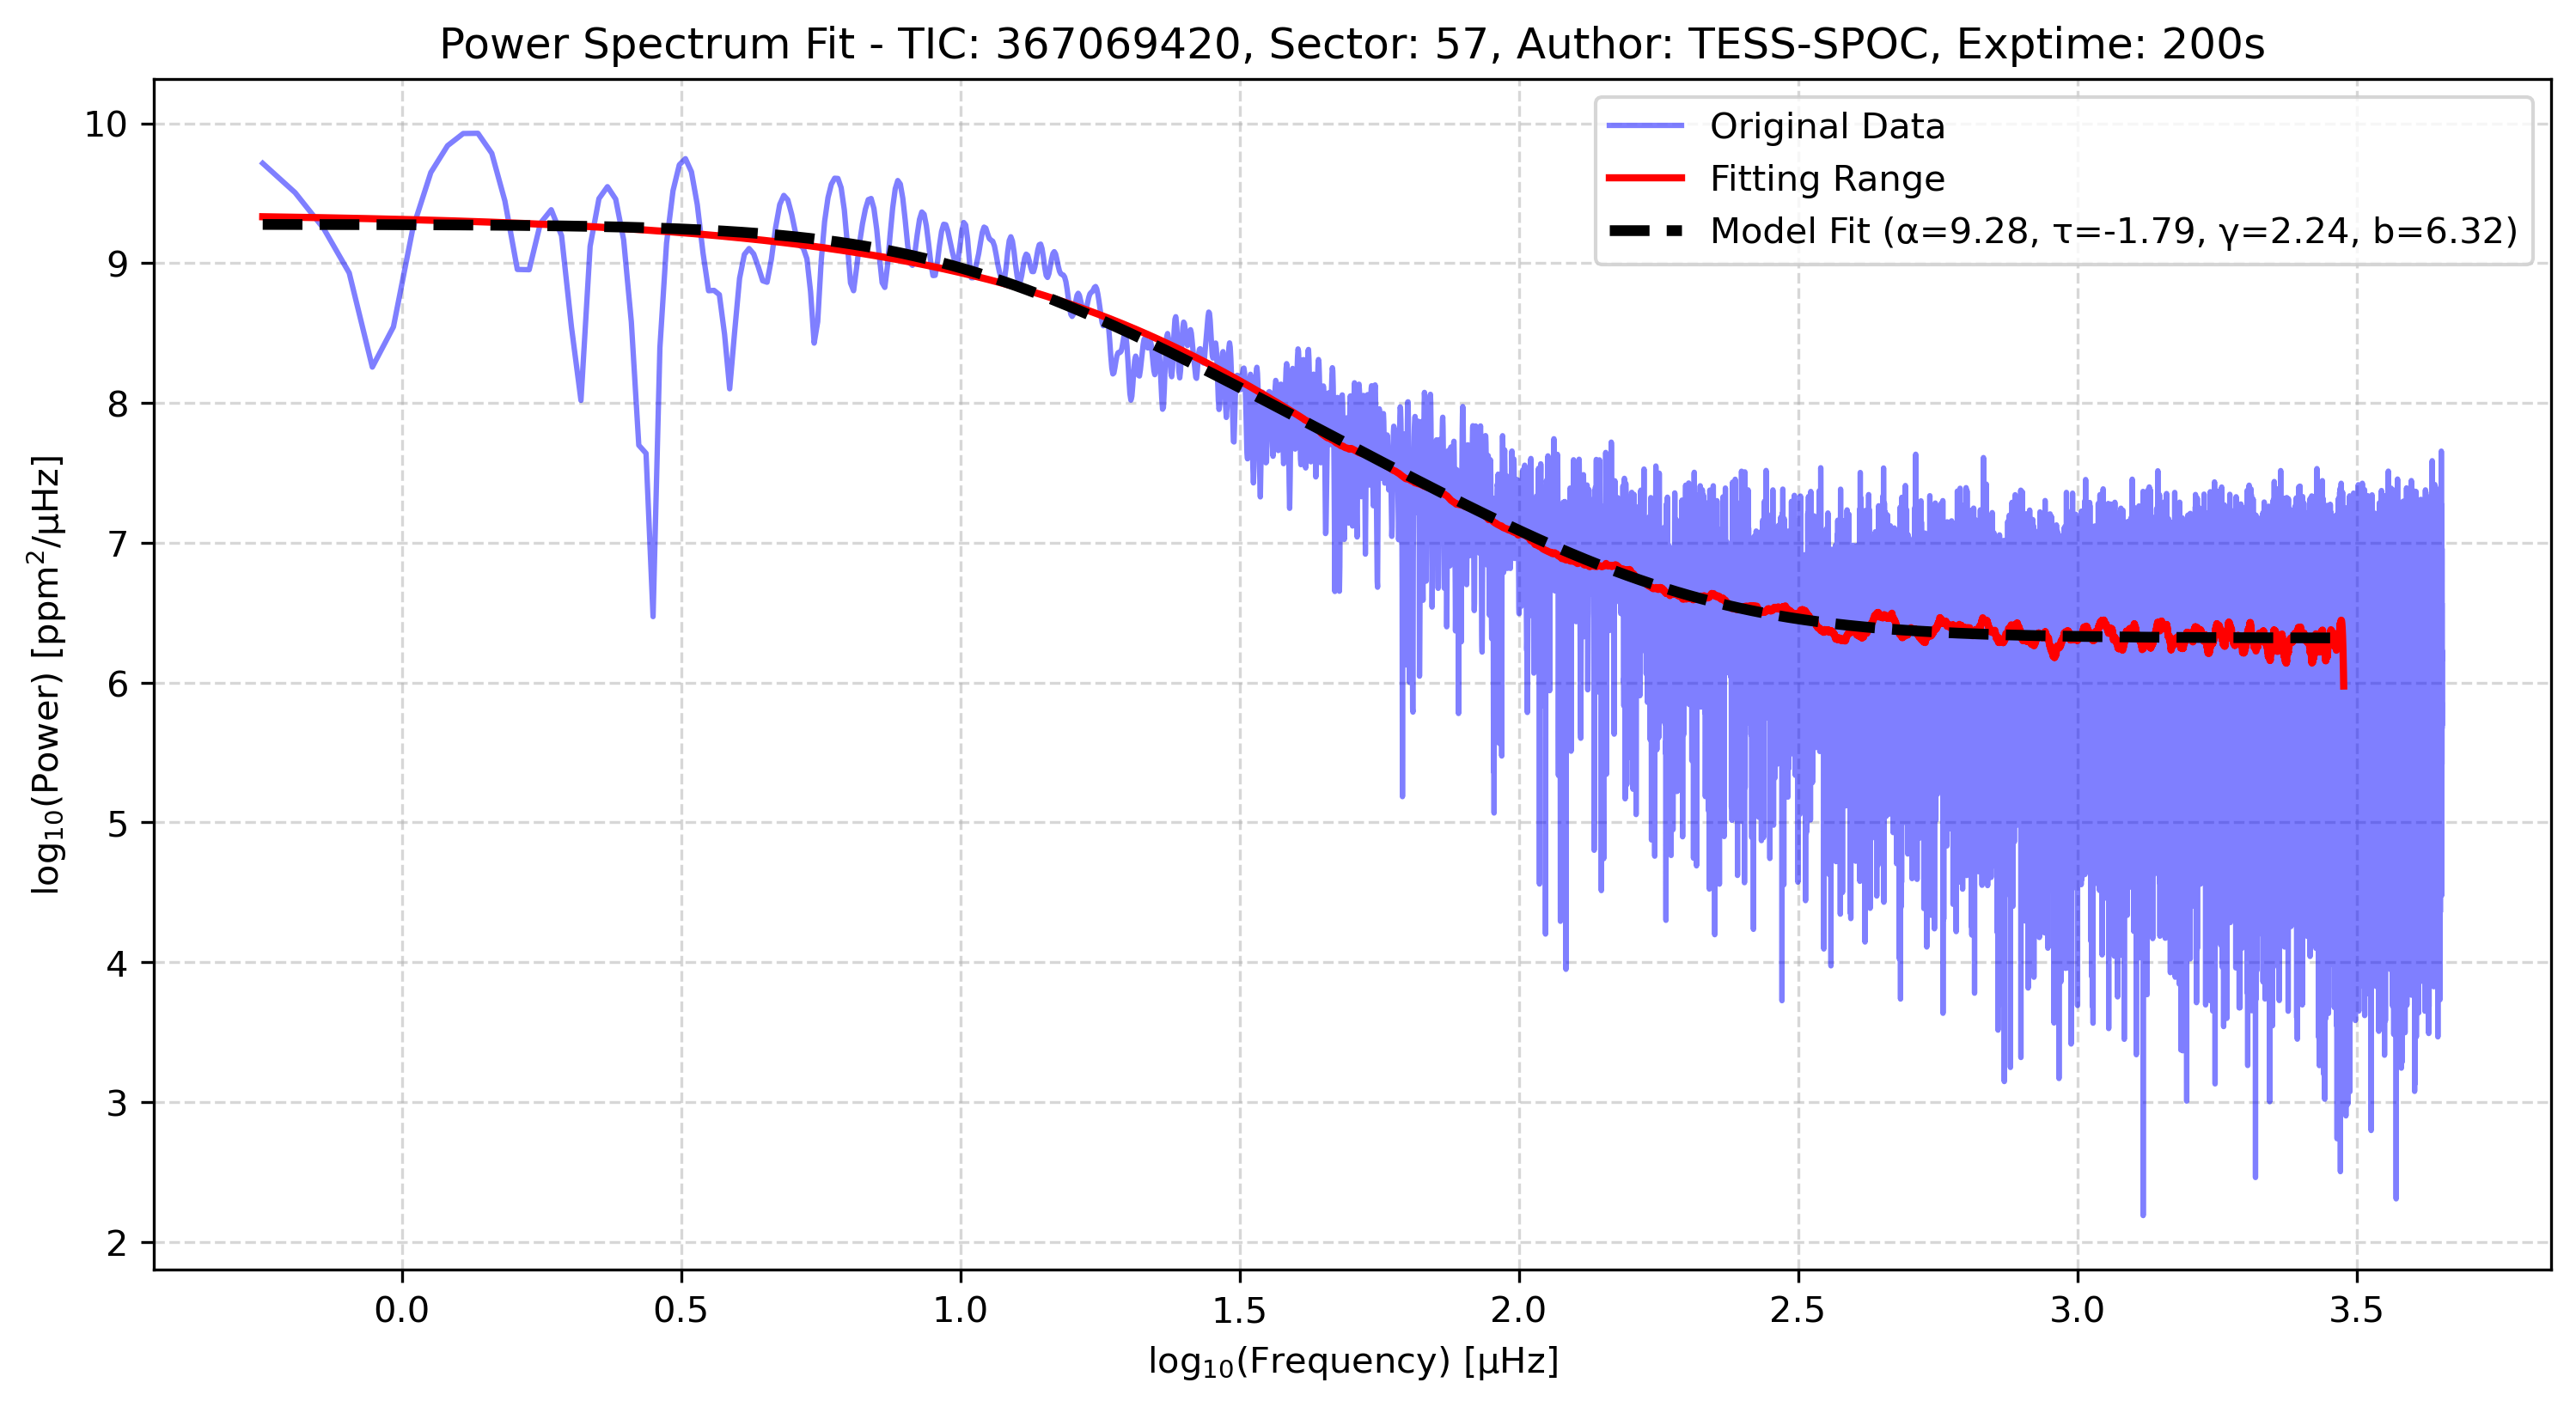 Power Spectrum Fit - TIC: 367069420, Sector: 57, Author: TESS-SPOC, Exptime: 200s
Original Data
Fitting Range
Model Fit (α=9.28, τ=-1.79, γ=2.24, b=6.32)
log₁₀(Power) [ppm²/μHz]
10
9
8
7
6
5
4
3
2
0.0 0.5 1.0 1.5 2.0 2.5 3.0 3.5
log₁₀(Frequency) [μHz]